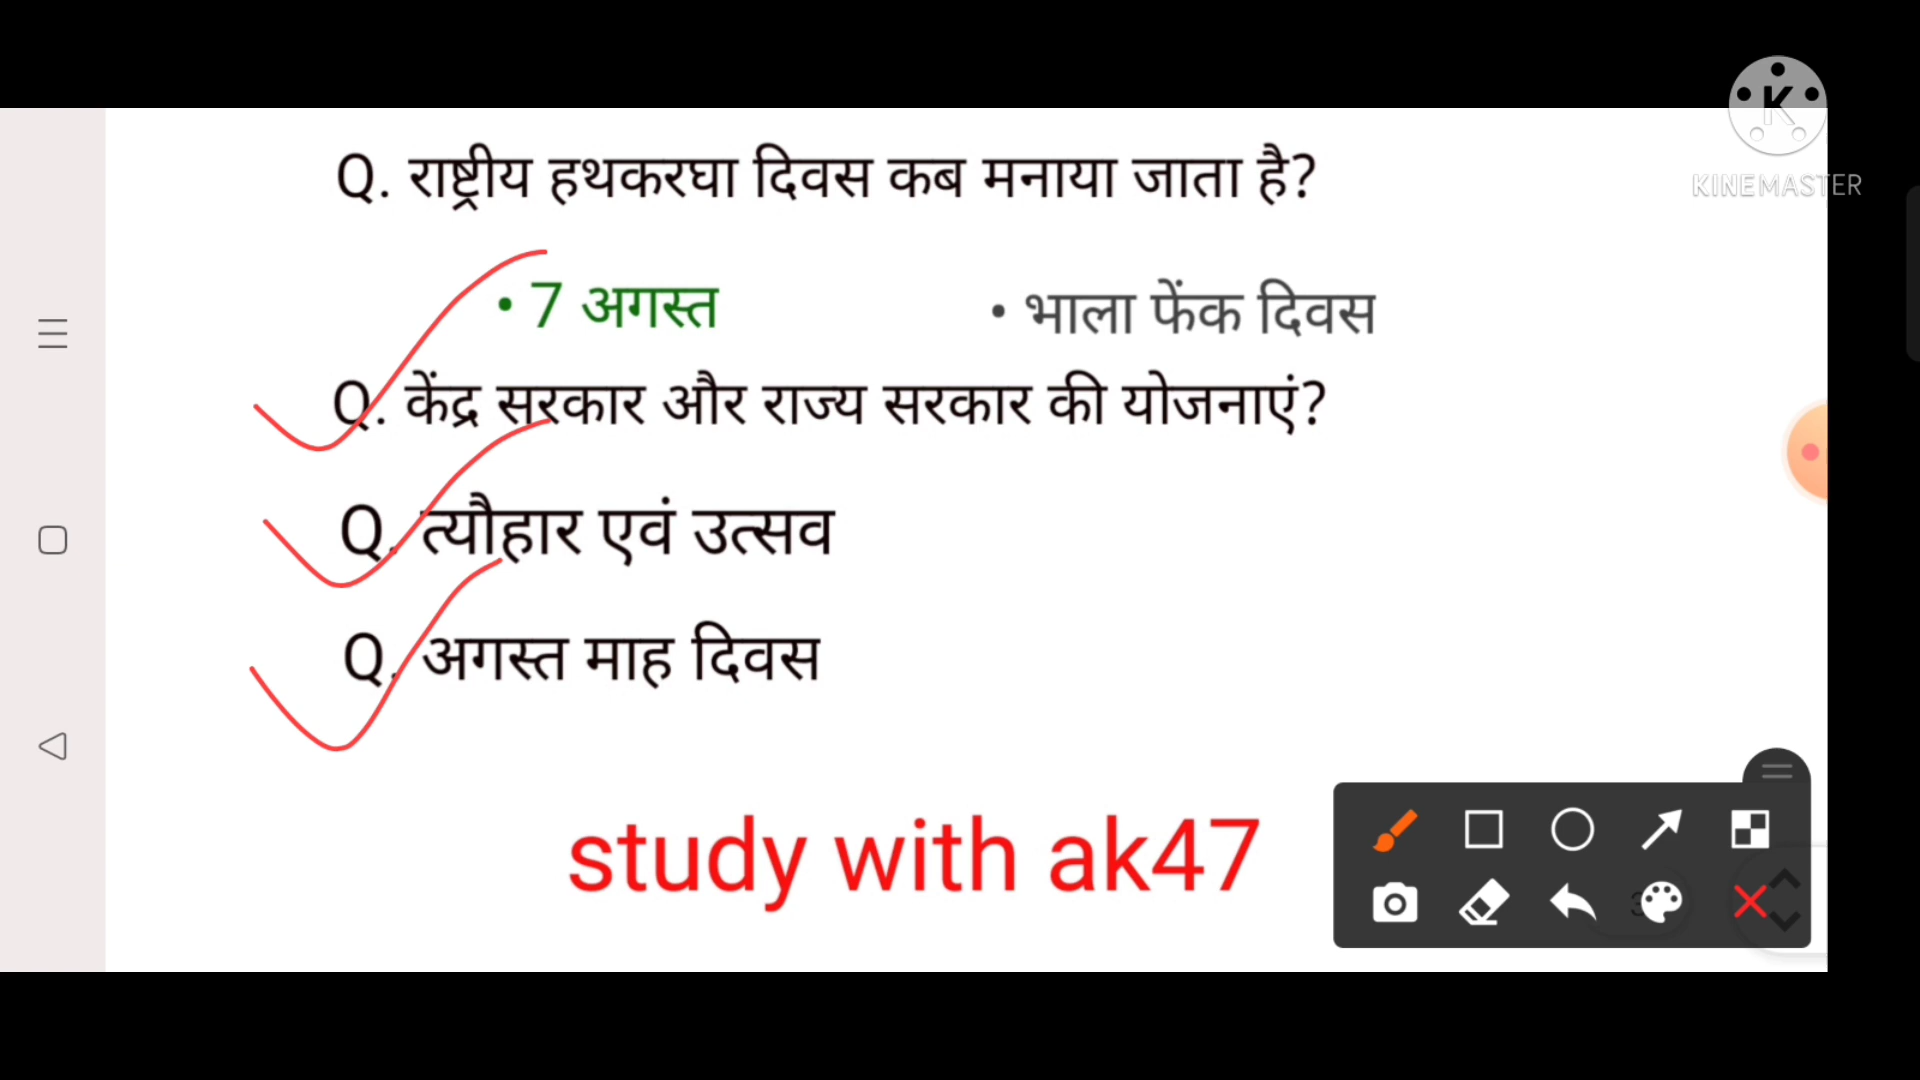 Q. राष्ट्रीय हथकरघा दिवस कब मनाया जाता है?
• 7 अगस्त
• भाला फेंक दिवस
Q. केंद्र सरकार और राज्य सरकार की योजनाएं?
Q. त्यौहार एवं उत्सव
Q. अगस्त माह दिवस
study with ak47
K
KINEMASTER